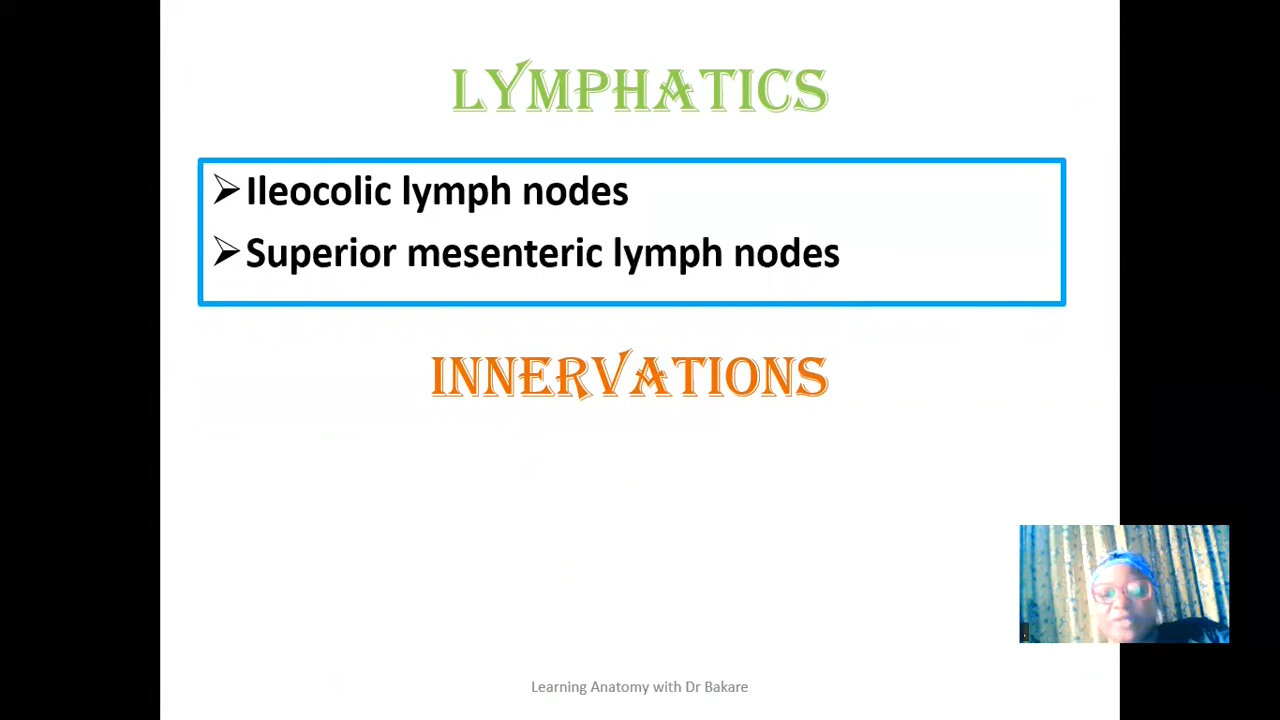 LYMPHATICS
➢Ileocolic lymph nodes
➢Superior mesenteric lymph nodes
INNERVATIONS
Learning Anatomy with Dr Bakare